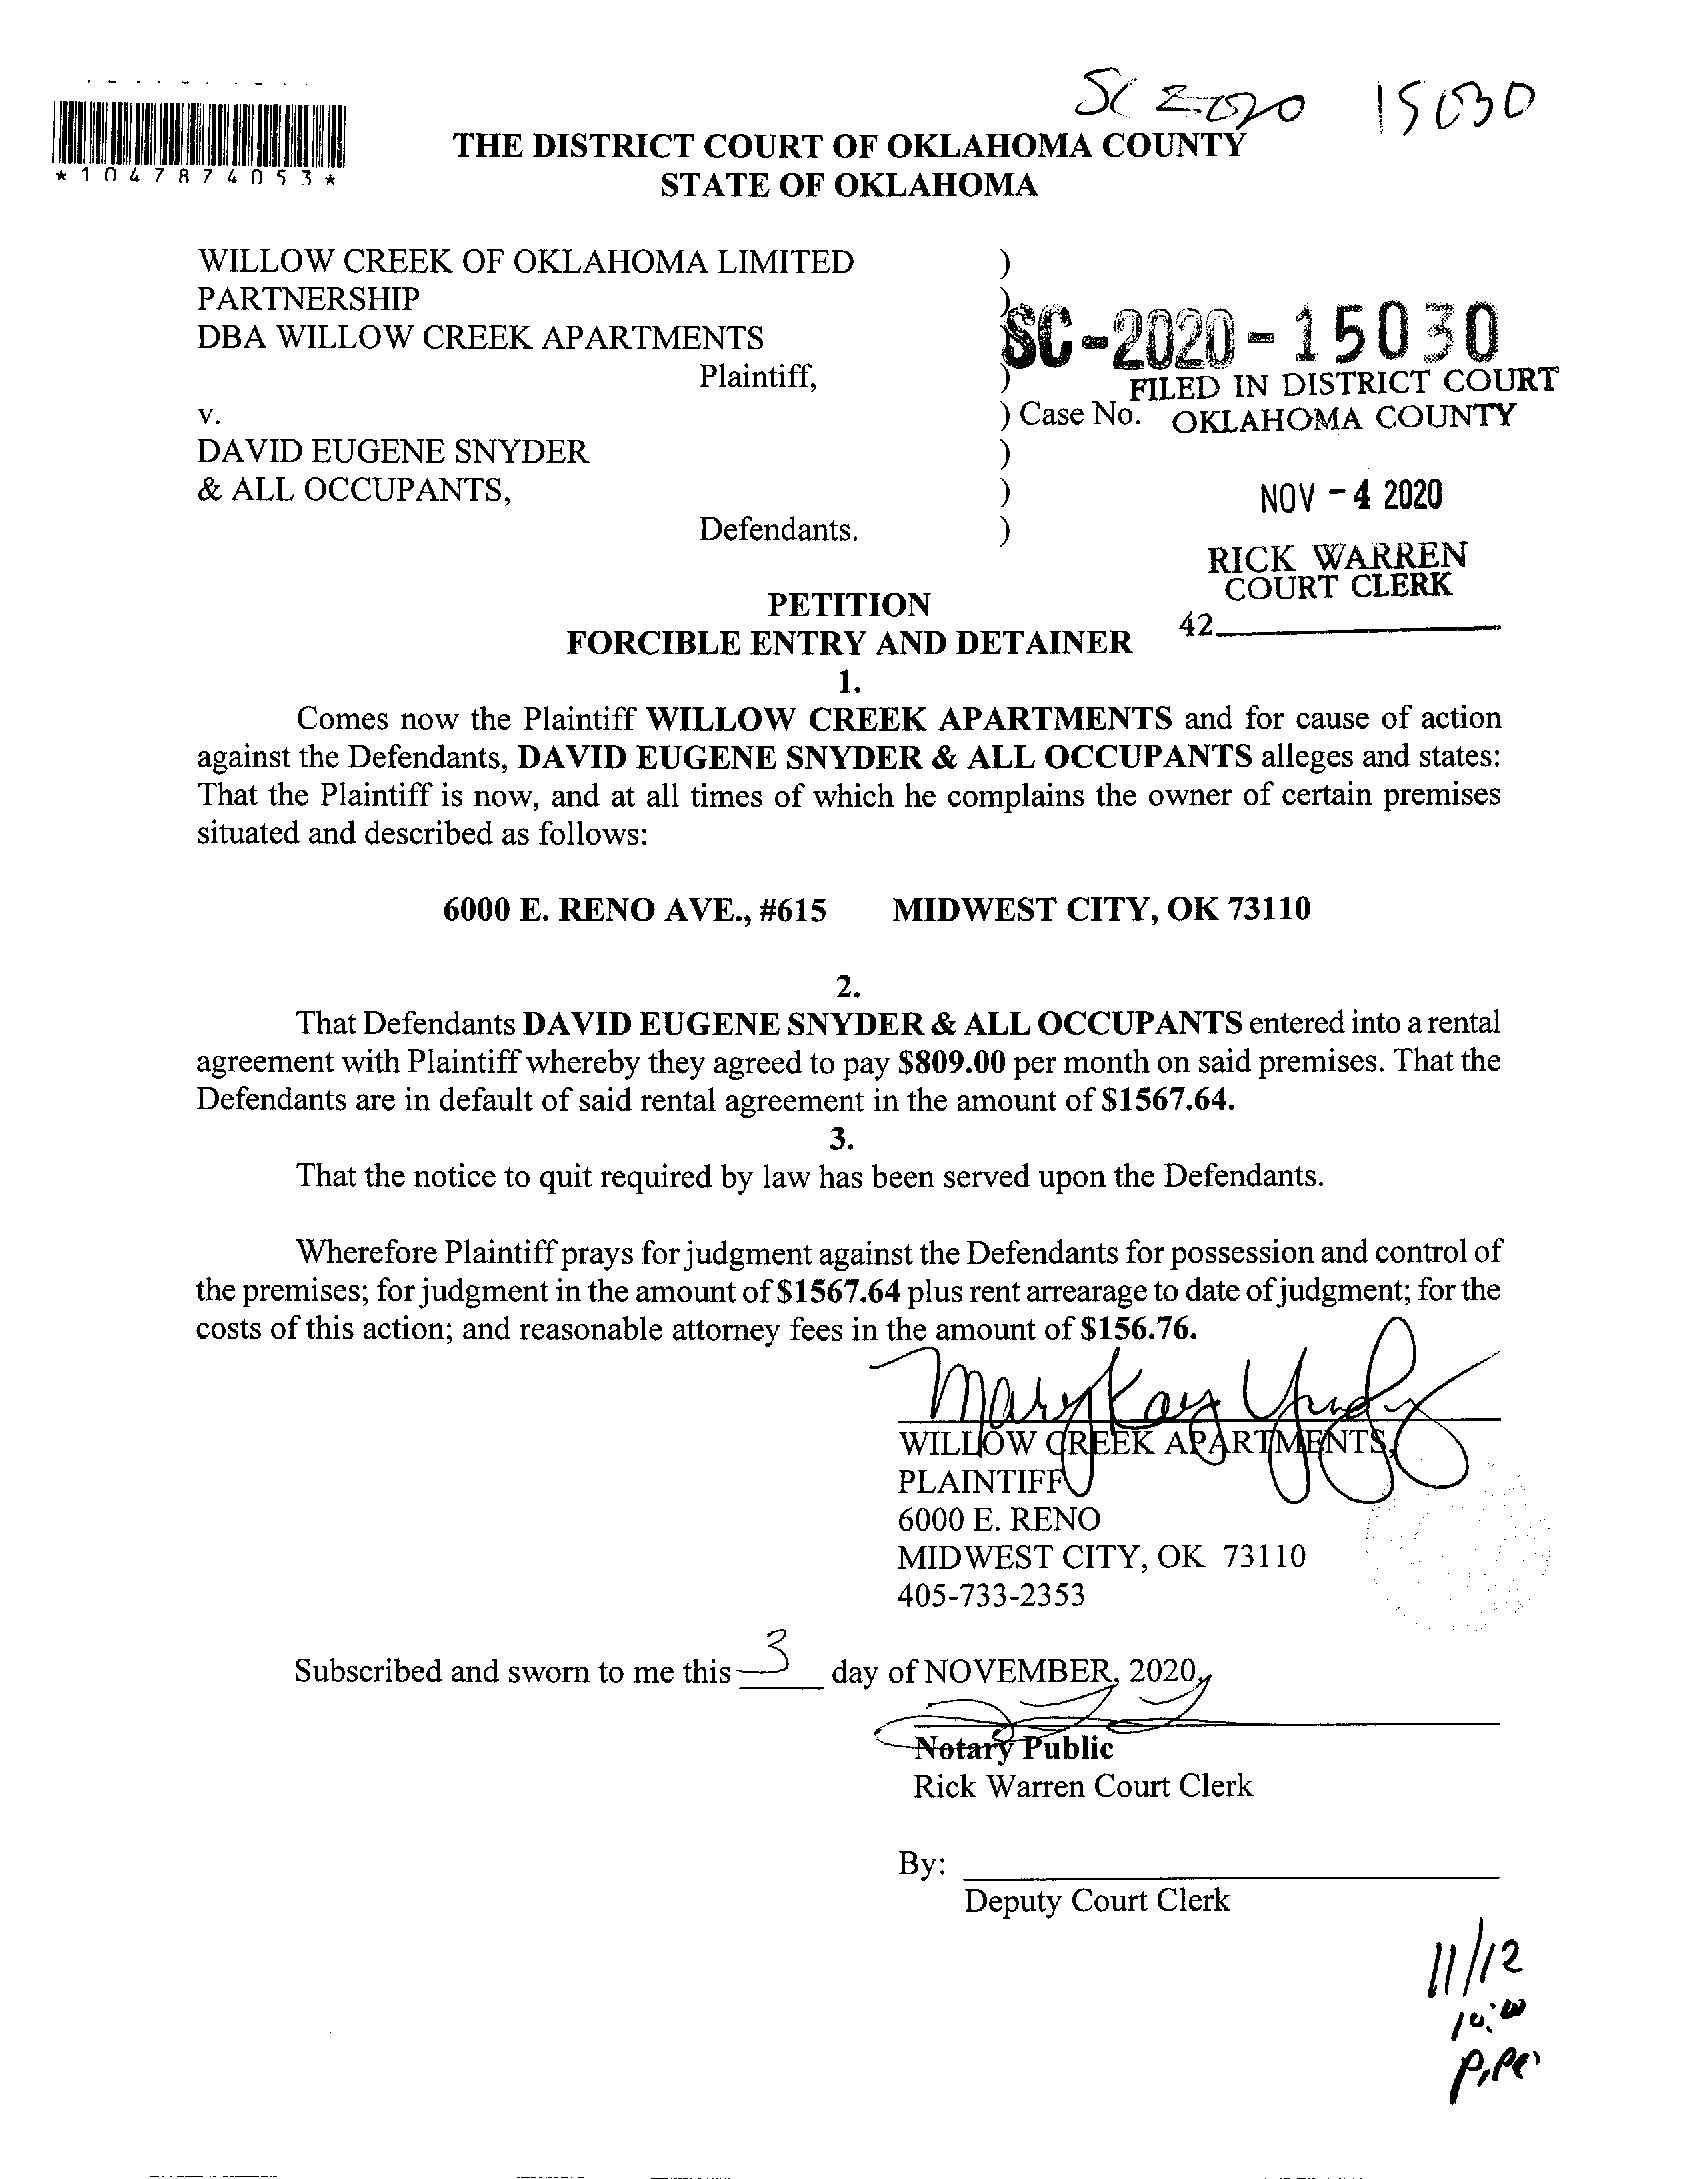 SC 2020 15030
*1047874053*
THE DISTRICT COURT OF OKLAHOMA COUNTY
STATE OF OKLAHOMA
WILLOW CREEK OF OKLAHOMA LIMITED )
PARTNERSHIP )
DBA WILLOW CREEK APARTMENTS
SC-2020-15030
Plaintiff, )
FILED IN DISTRICT COURT
v. ) Case No.
OKLAHOMA COUNTY
DAVID EUGENE SNYDER )
& ALL OCCUPANTS, )
NOV -4 2020
Defendants. )
RICK WARREN
COURT CLERK
42
PETITION
FORCIBLE ENTRY AND DETAINER
1.
Comes now the Plaintiff WILLOW CREEK APARTMENTS and for cause of action
against the Defendants, DAVID EUGENE SNYDER & ALL OCCUPANTS alleges and states:
That the Plaintiff is now, and at all times of which he complains the owner of certain premises
situated and described as follows:
6000 E. RENO AVE., #615 MIDWEST CITY, OK 73110
2.
That Defendants DAVID EUGENE SNYDER & ALL OCCUPANTS entered into a rental
agreement with Plaintiff whereby they agreed to pay $809.00 per month on said premises. That the
Defendants are in default of said rental agreement in the amount of $1567.64.
3.
That the notice to quit required by law has been served upon the Defendants.
Wherefore Plaintiff prays for judgment against the Defendants for possession and control of
the premises; for judgment in the amount of $1567.64 plus rent arrearage to date of judgment; for the
costs of this action; and reasonable attorney fees in the amount of $156.76.
Mary Kay
WILLOW CREEK APARTMENTS,
PLAINTIFF
6000 E. RENO
MIDWEST CITY, OK 73110
405-733-2353
Subscribed and sworn to me this 3 day of NOVEMBER, 2020.
Notary Public
Rick Warren Court Clerk
By:
Deputy Court Clerk
11/12
10:00